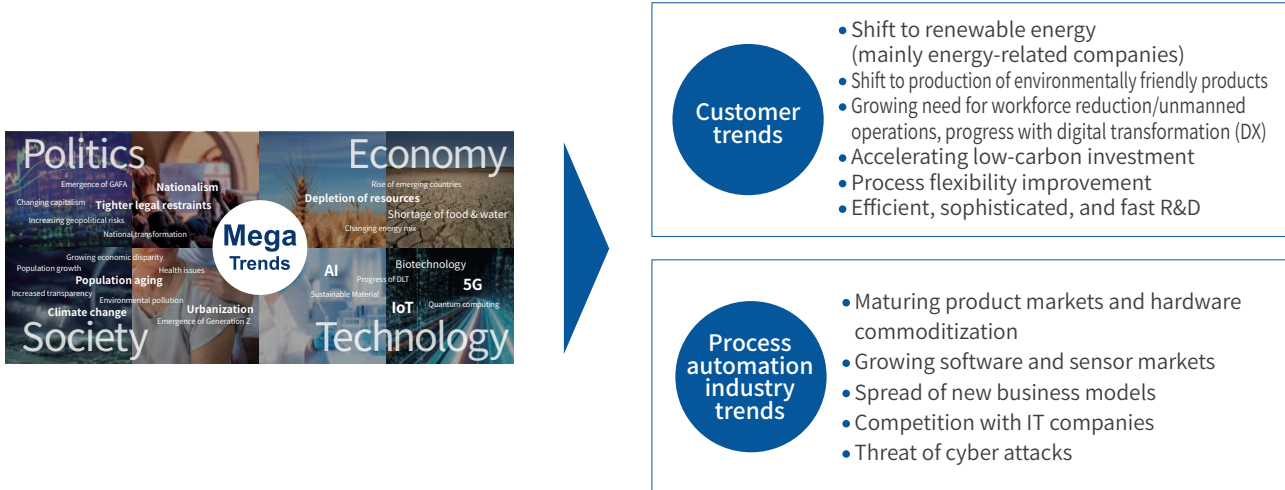 Politics
Emergence of GAFA
Nationalism
Changing capitalism
Tighter legal restraints
Increasing geopolitical risks
National transformation
Economy
Rise of emerging countries
Depletion of resources
Shortage of food & water
Changing energy mix
Mega
Trends
Growing economic disparity
Population growth
Health issues
Population aging
Increased transparency
Environmental pollution
Climate change
Urbanization
Emergence of Generation Z
Society
AI
Biotechnology
Progress of DLT
5G
Sustainable Material
IoT
Quantum computing
Technology
Customer
trends
• Shift to renewable energy
(mainly energy-related companies)
• Shift to production of environmentally friendly products
• Growing need for workforce reduction/unmanned
operations, progress with digital transformation (DX)
• Accelerating low-carbon investment
• Process flexibility improvement
• Efficient, sophisticated, and fast R&D
Process
automation
industry
trends
• Maturing product markets and hardware
commoditization
• Growing software and sensor markets
• Spread of new business models
• Competition with IT companies
• Threat of cyber attacks